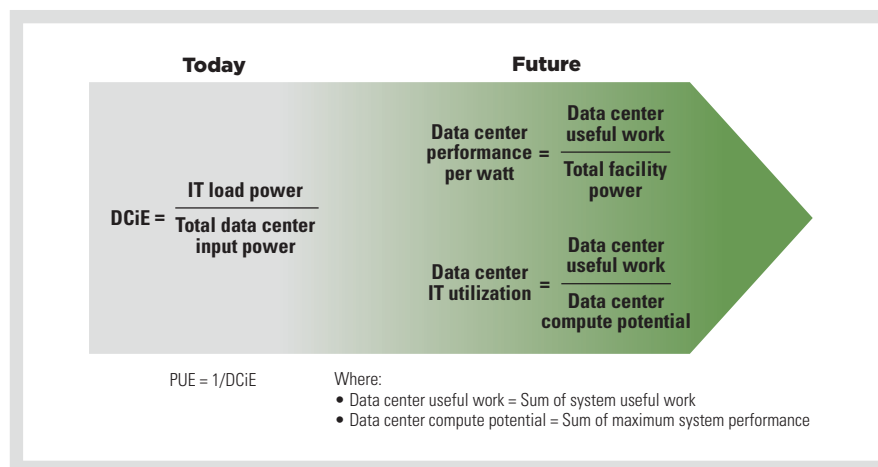 Today
Future
DCiE =
IT load power
Total data center
input power
Data center
performance =
per watt
Data center
useful work
Total facility
power
Data center
IT utilization =
Data center
useful work
Data center
compute potential
PUE = 1/DCiE
Where:
• Data center useful work = Sum of system useful work
• Data center compute potential = Sum of maximum system performance